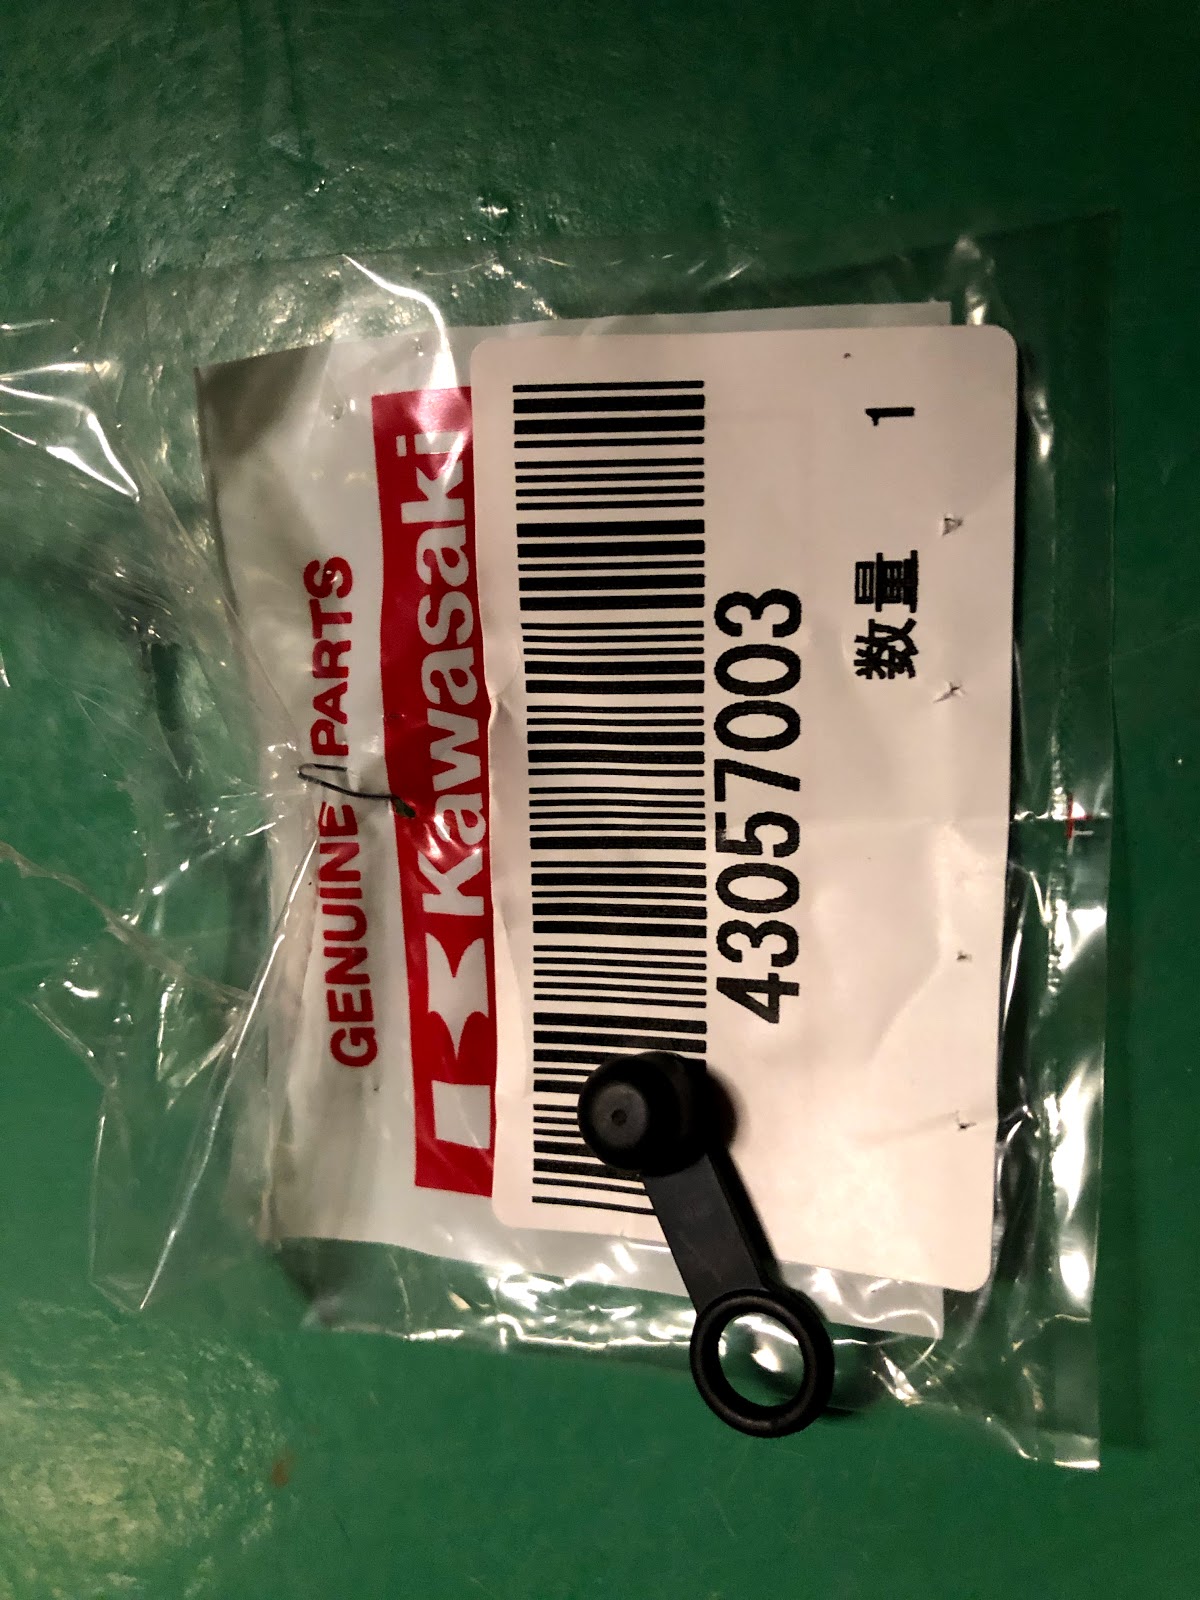 GENUINE PARTS
Kawasaki
43057003
数量 1